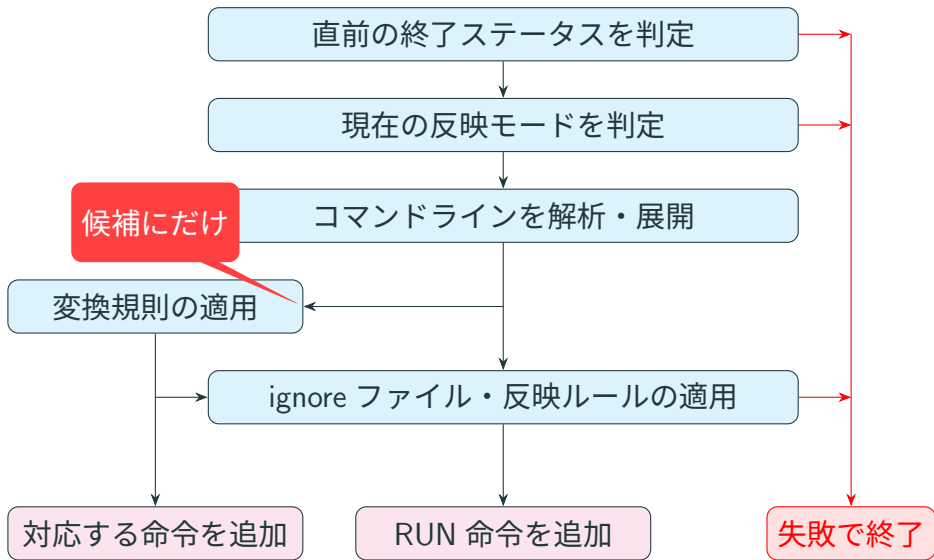 直前の終了ステータスを判定
現在の反映モードを判定
コマンドラインを解析・展開
候補にだけ
変換規則の適用
ignore ファイル・反映ルールの適用
対応する命令を追加
RUN 命令を追加
失敗で終了